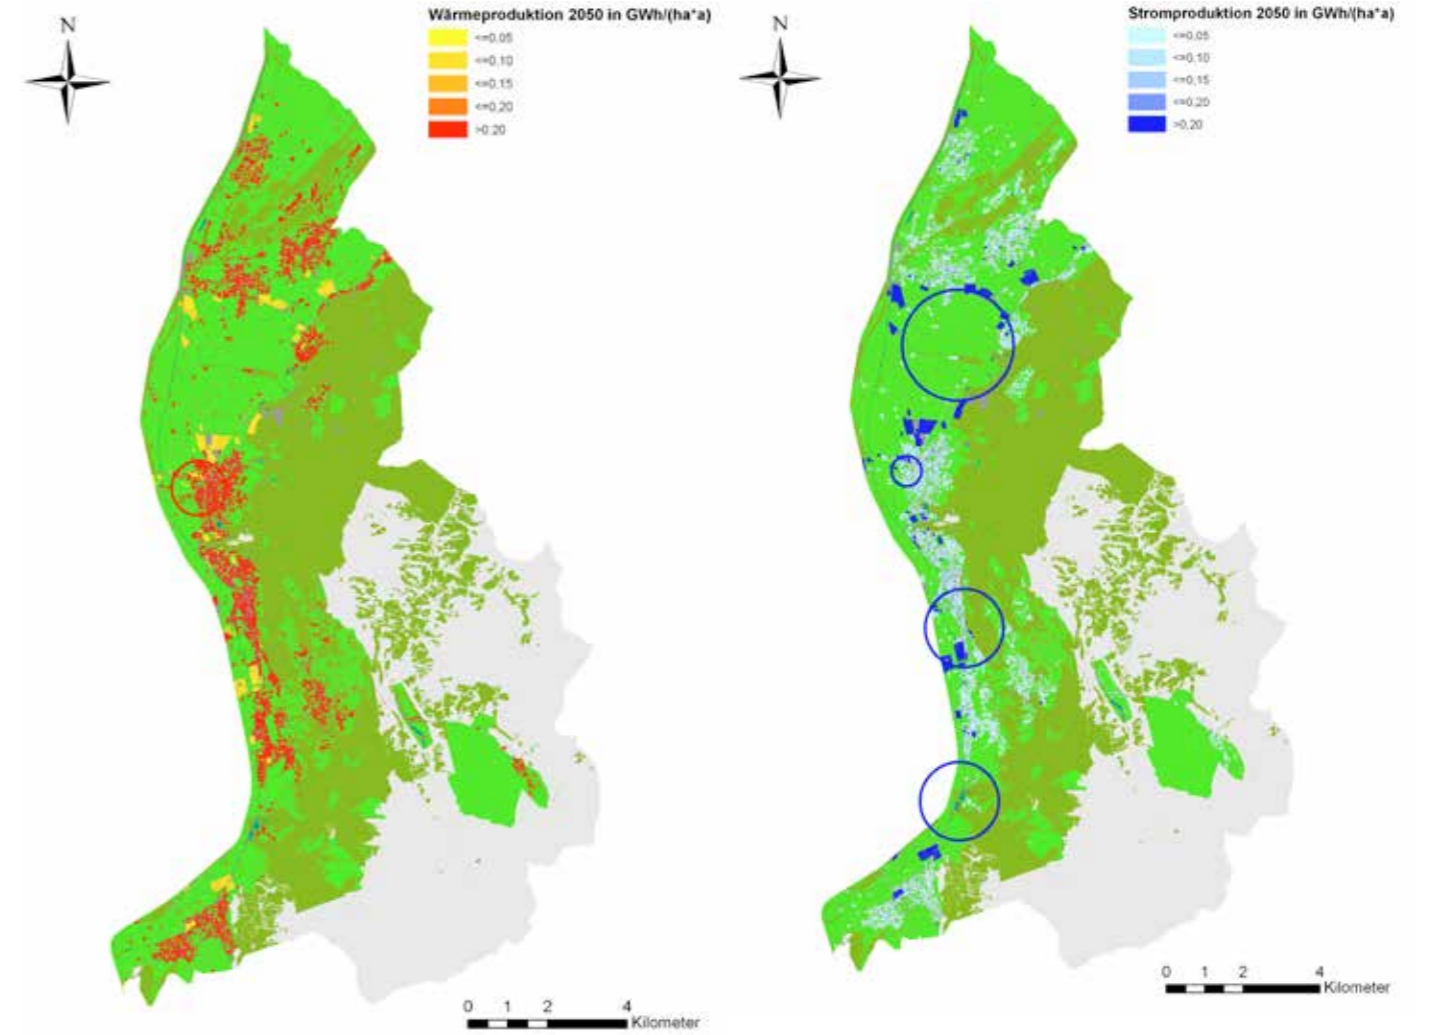 N
Wärmeproduktion 2050 in GWh/(ha*a)
<=0.05
<=0,10
<=0,15
<=0,20
>0,20
0 1 2 4
Kilometer
N
Stromproduktion 2050 in GWh/(ha*a)
<=0,05
<=0,10
<=0,15
<=0,20
>0,20
0 1 2 4
Kilometer